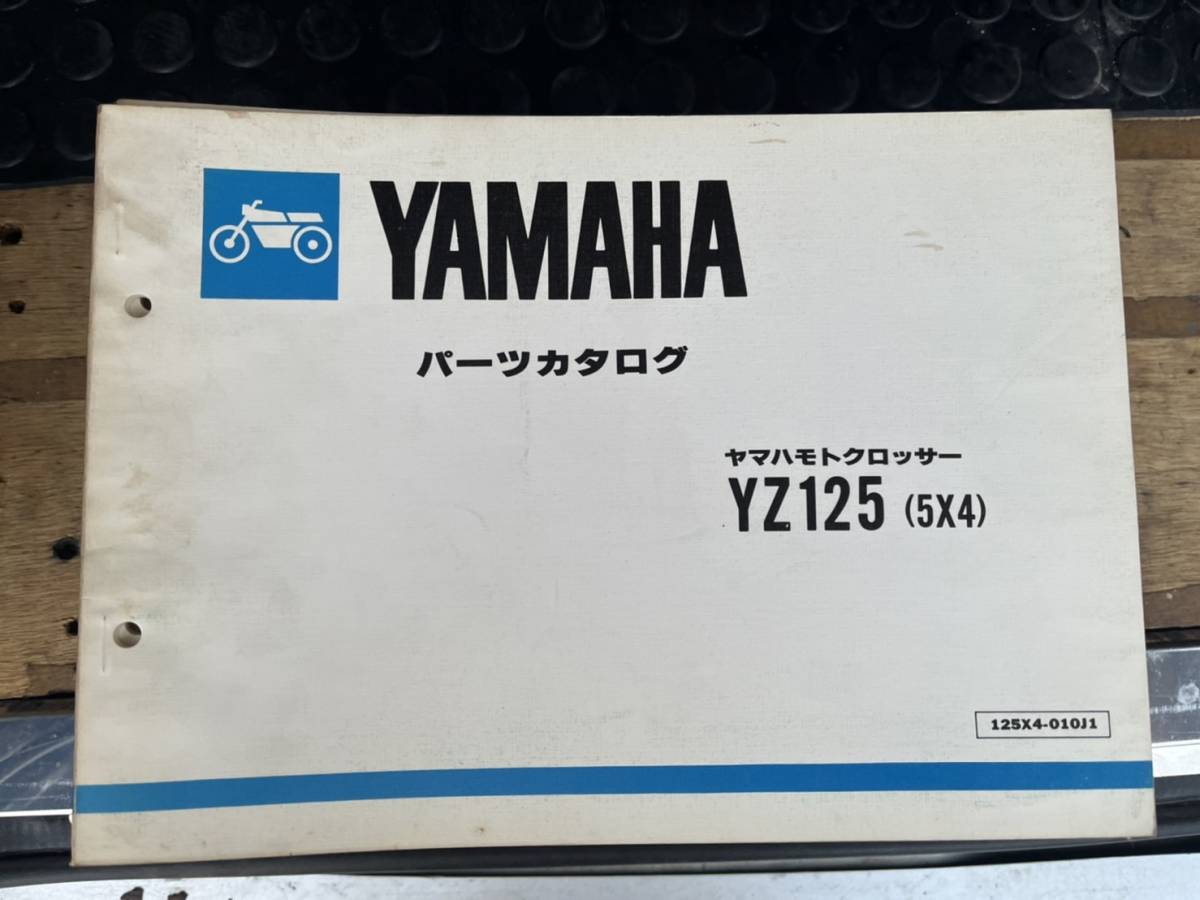 YAMAHA
パーツカタログ
ヤマハモトクロッサー
YZ125 (5X4)
125X4-010J1